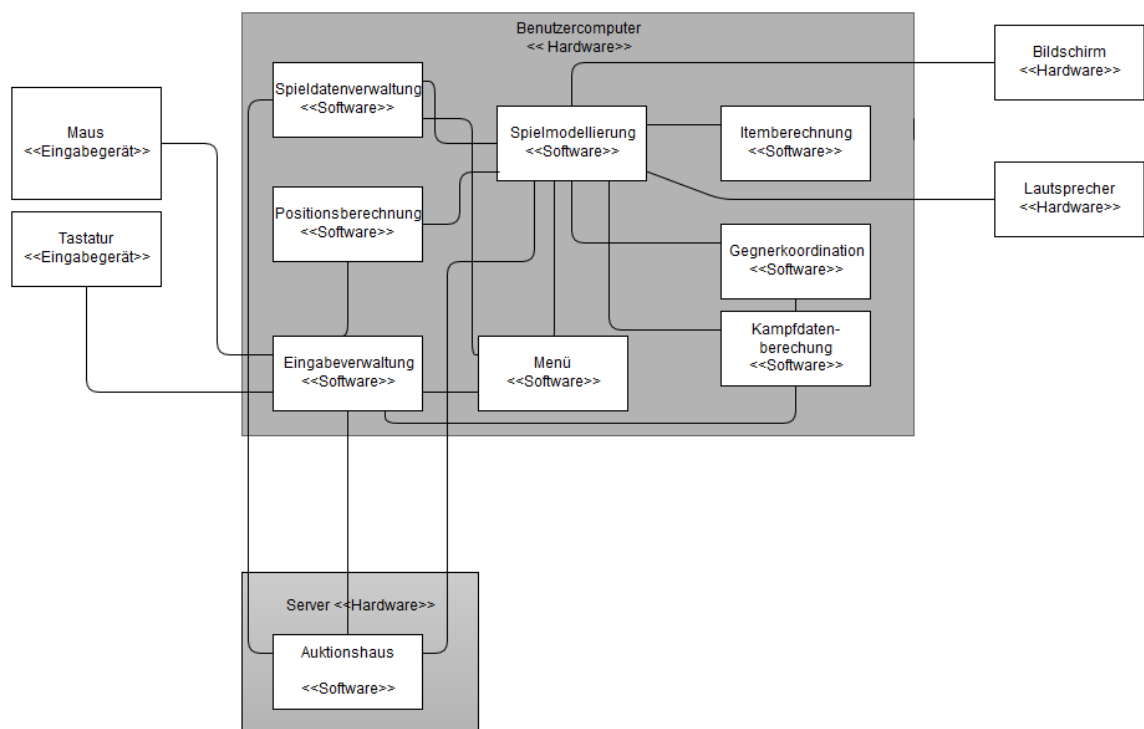 Benutzercomputer
<< Hardware>>
Bildschirm
<<Hardware>>
Spieldatenverwaltung
<<Software>>
Maus
<<Eingabegerät>>
Spielmodellierung
<<Software>>
Itemberechnung
<<Software>>
Lautsprecher
<<Hardware>>
Positionsberechnung
<<Software>>
Tastatur
<<Eingabegerät>>
Gegnerkoordination
<<Software>>
Kampfdaten-
berechung
<<Software>>
Eingabeverwaltung
<<Software>>
Menü
<<Software>>
Server <<Hardware>>
Auktionshaus
<<Software>>